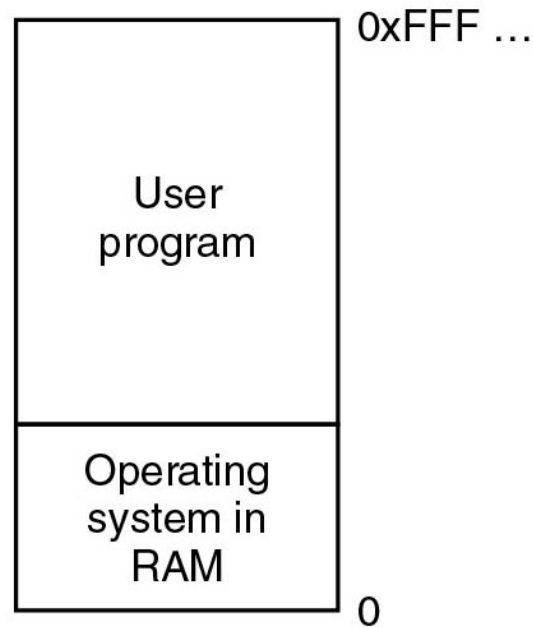 0xFFF …
User
program
Operating
system in
RAM
0